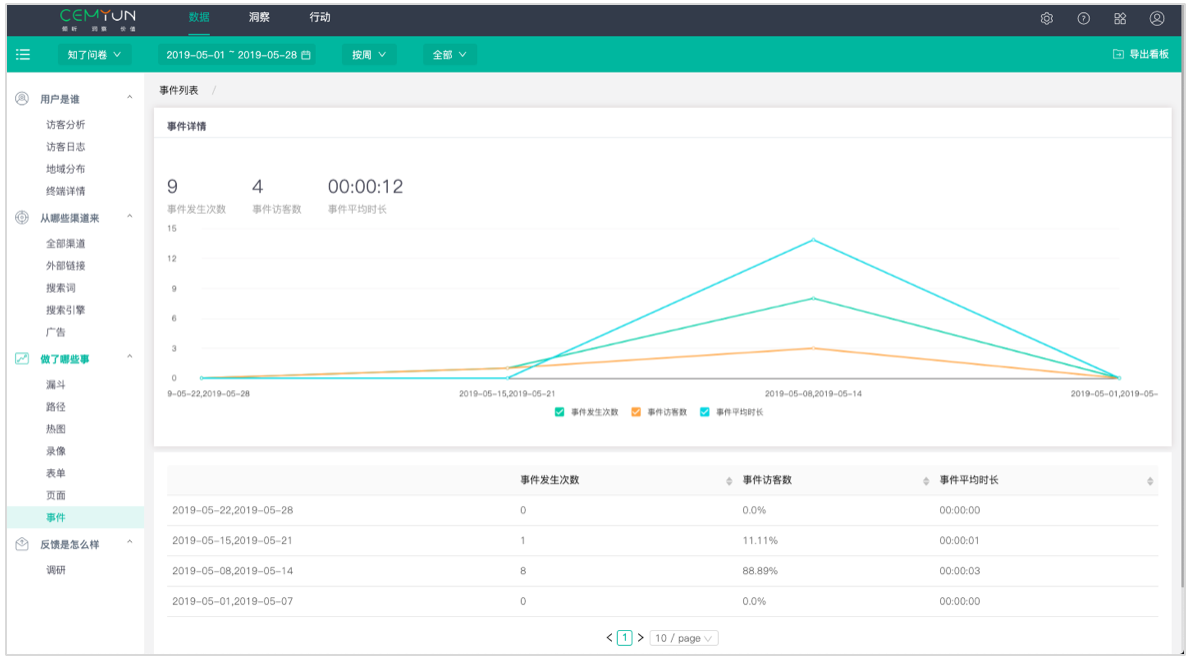 CEMYUN 数据 洞察 行动
倾听 洞察 价值
知了问卷 2019-05-01 ~ 2019-05-28 按周 全部 导出看板
用户是谁
访客分析
访客日志
地域分布
终端详情
从哪些渠道来
全部渠道
外部链接
搜索词
搜索引擎
广告
做了哪些事
漏斗
路径
热图
录像
表单
页面
事件
反馈是怎么样
调研
事件列表 /
事件详情
9 4 00:00:12
事件发生次数 事件访客数 事件平均时长
15
12
9
6
3
0
9-05-22,2019-05-28 2019-05-15,2019-05-21 2019-05-08,2019-05-14 2019-05-01,2019-05-
事件发生次数 事件访客数 事件平均时长
事件发生次数 事件访客数 事件平均时长
2019-05-22,2019-05-28 0 0.0% 00:00:00
2019-05-15,2019-05-21 1 11.11% 00:00:01
2019-05-08,2019-05-14 8 88.89% 00:00:03
2019-05-01,2019-05-07 0 0.0% 00:00:00
< 1 > 10 / page